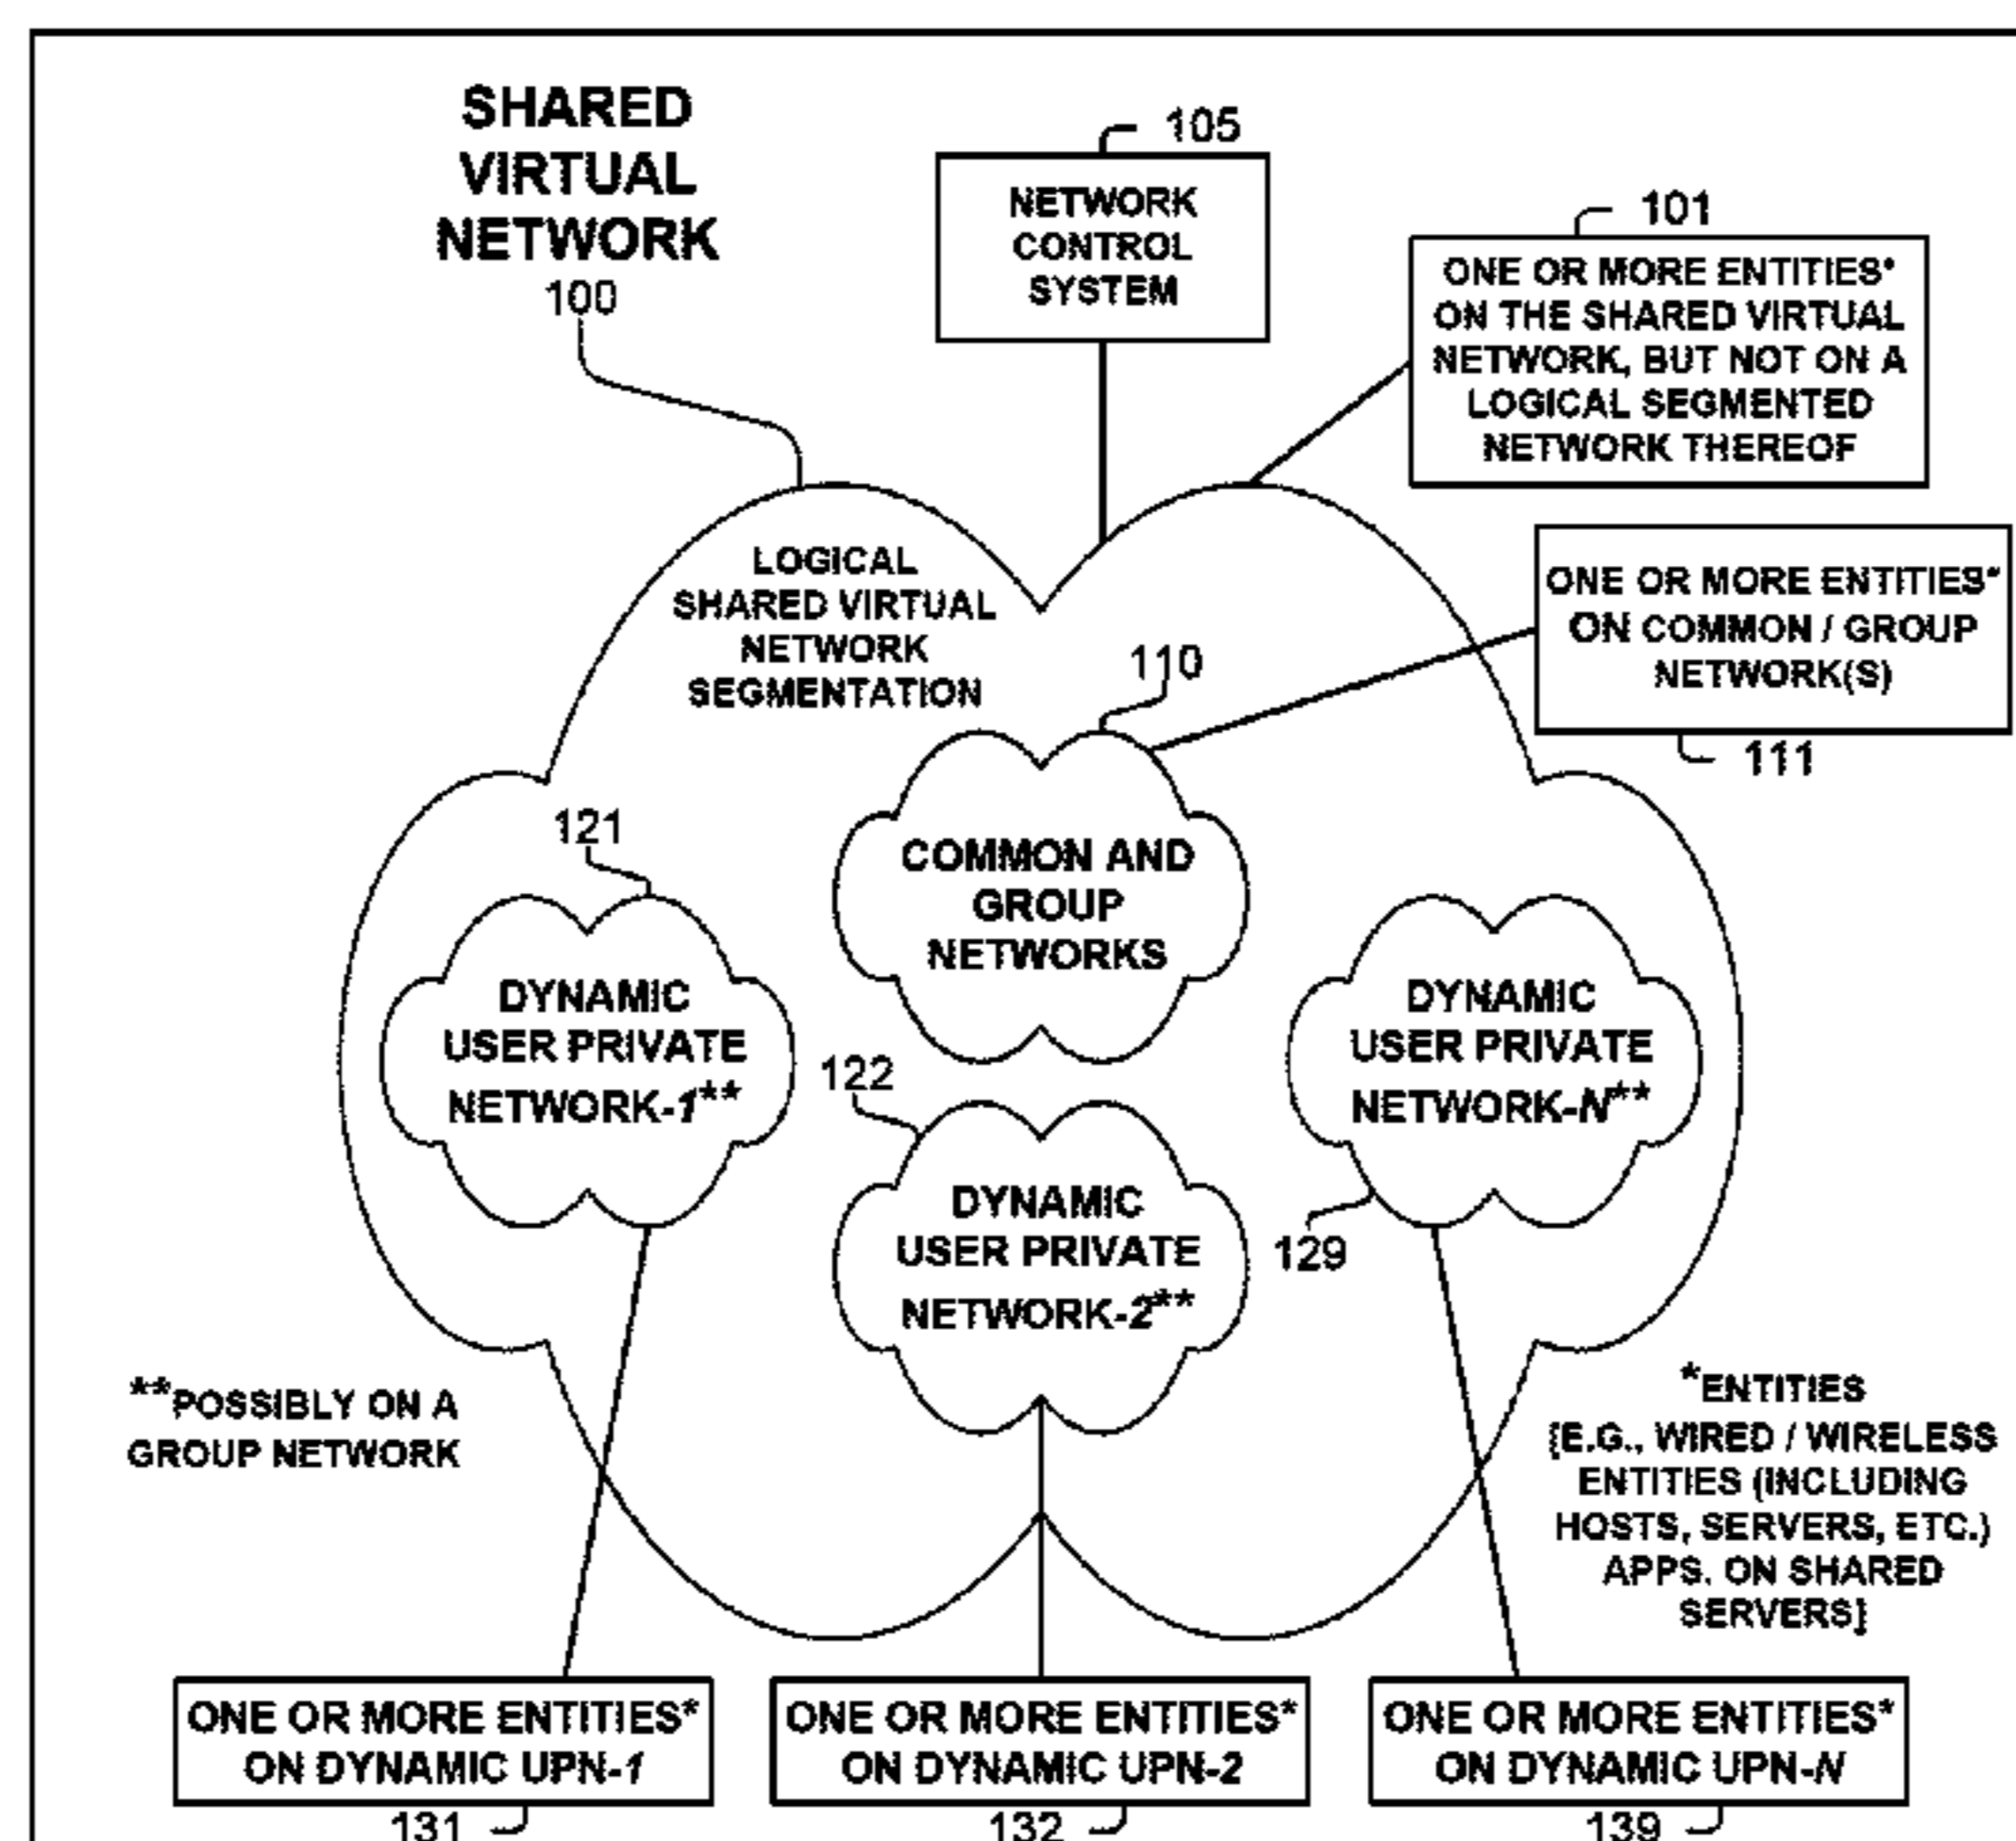 SHARED
VIRTUAL
NETWORK
100
105
NETWORK
CONTROL
SYSTEM
101
ONE OR MORE ENTITIES*
ON THE SHARED VIRTUAL
NETWORK, BUT NOT ON A
LOGICAL SEGMENTED
NETWORK THEREOF
LOGICAL
SHARED VIRTUAL
NETWORK
SEGMENTATION
ONE OR MORE ENTITIES*
ON COMMON / GROUP
NETWORK(S)
111
110
COMMON AND
GROUP
NETWORKS
121
DYNAMIC
USER PRIVATE
NETWORK-1**
122
DYNAMIC
USER PRIVATE
NETWORK-2**
DYNAMIC
USER PRIVATE
NETWORK-N**
129
**POSSIBLY ON A
GROUP NETWORK
*ENTITIES
[E.G., WIRED / WIRELESS
ENTITIES (INCLUDING
HOSTS, SERVERS, ETC.)
APPS. ON SHARED
SERVERS]
ONE OR MORE ENTITIES*
ON DYNAMIC UPN-1
131
ONE OR MORE ENTITIES*
ON DYNAMIC UPN-2
132
ONE OR MORE ENTITIES*
ON DYNAMIC UPN-N
139